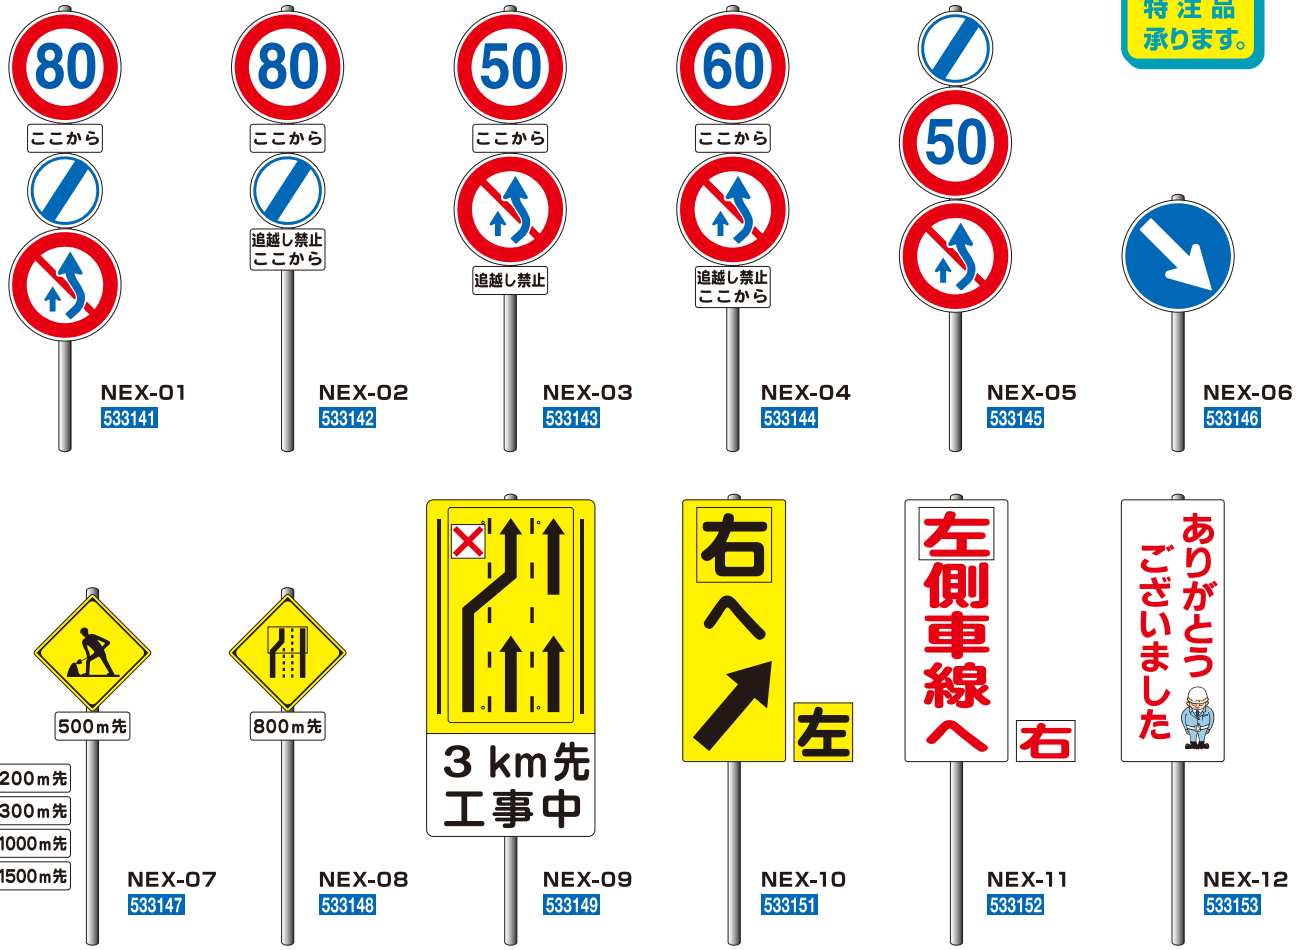 特注品
承ります。
80
ここから
NEX-01
533141
80
ここから
追越し禁止
ここから
NEX-02
533142
50
ここから
追越し禁止
NEX-03
533143
60
ここから
追越し禁止
ここから
NEX-04
533144
50
NEX-05
533145
NEX-06
533146
500m先
200m先
300m先
1000m先
1500m先
NEX-07
533147
800m先
NEX-08
533148
3 km先
工事中
NEX-09
533149
右へ
左
NEX-10
533151
左側車線へ
右
NEX-11
533152
ありがとう
ございました
NEX-12
533153